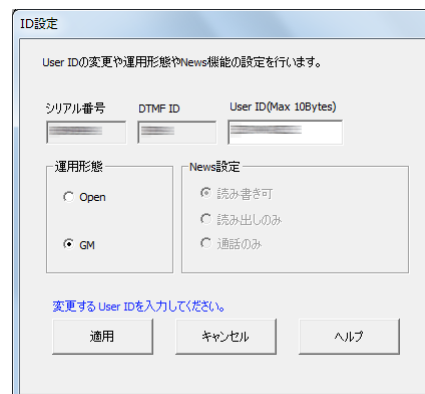 ID設定
User IDの変更や運用形態やNews機能の設定を行います。
シリアル番号 DTMF ID User ID(Max 10Bytes)
運用形態 News設定
Open 読み書き可
読み出しのみ
GM 通話のみ
変更する User IDを入力してください。
適用 キャンセル ヘルプ